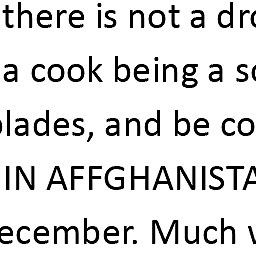 there is not a dro
a cook being a so
blades, and be co
IN AFFGHANISTA
ecember. Much v